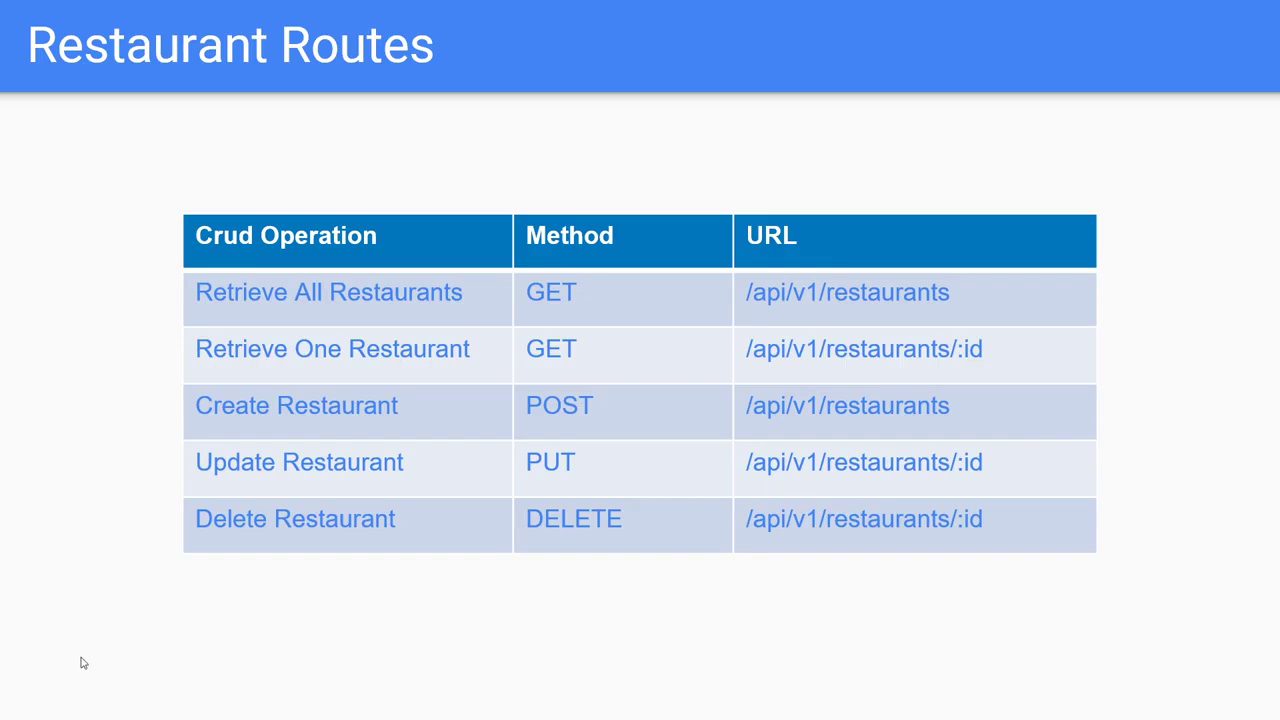 Restaurant Routes
Crud Operation Method URL
Retrieve All Restaurants GET /api/v1/restaurants
Retrieve One Restaurant GET /api/v1/restaurants/:id
Create Restaurant POST /api/v1/restaurants
Update Restaurant PUT /api/v1/restaurants/:id
Delete Restaurant DELETE /api/v1/restaurants/:id